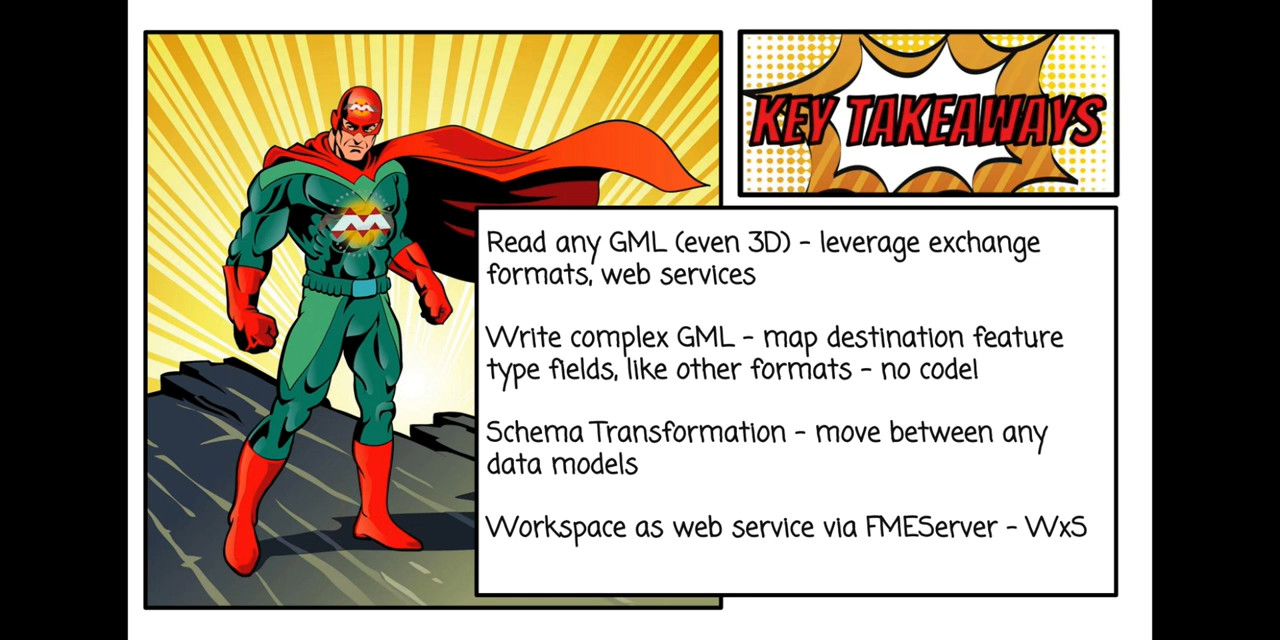 KEY TAKEAWAYS
Read any GML (even 3D) - leverage exchange
formats, web services
Write complex GML - map destination feature
type fields, like other formats - no code!
Schema Transformation - move between any
data models
Workspace as web service via FMEServer - WxS